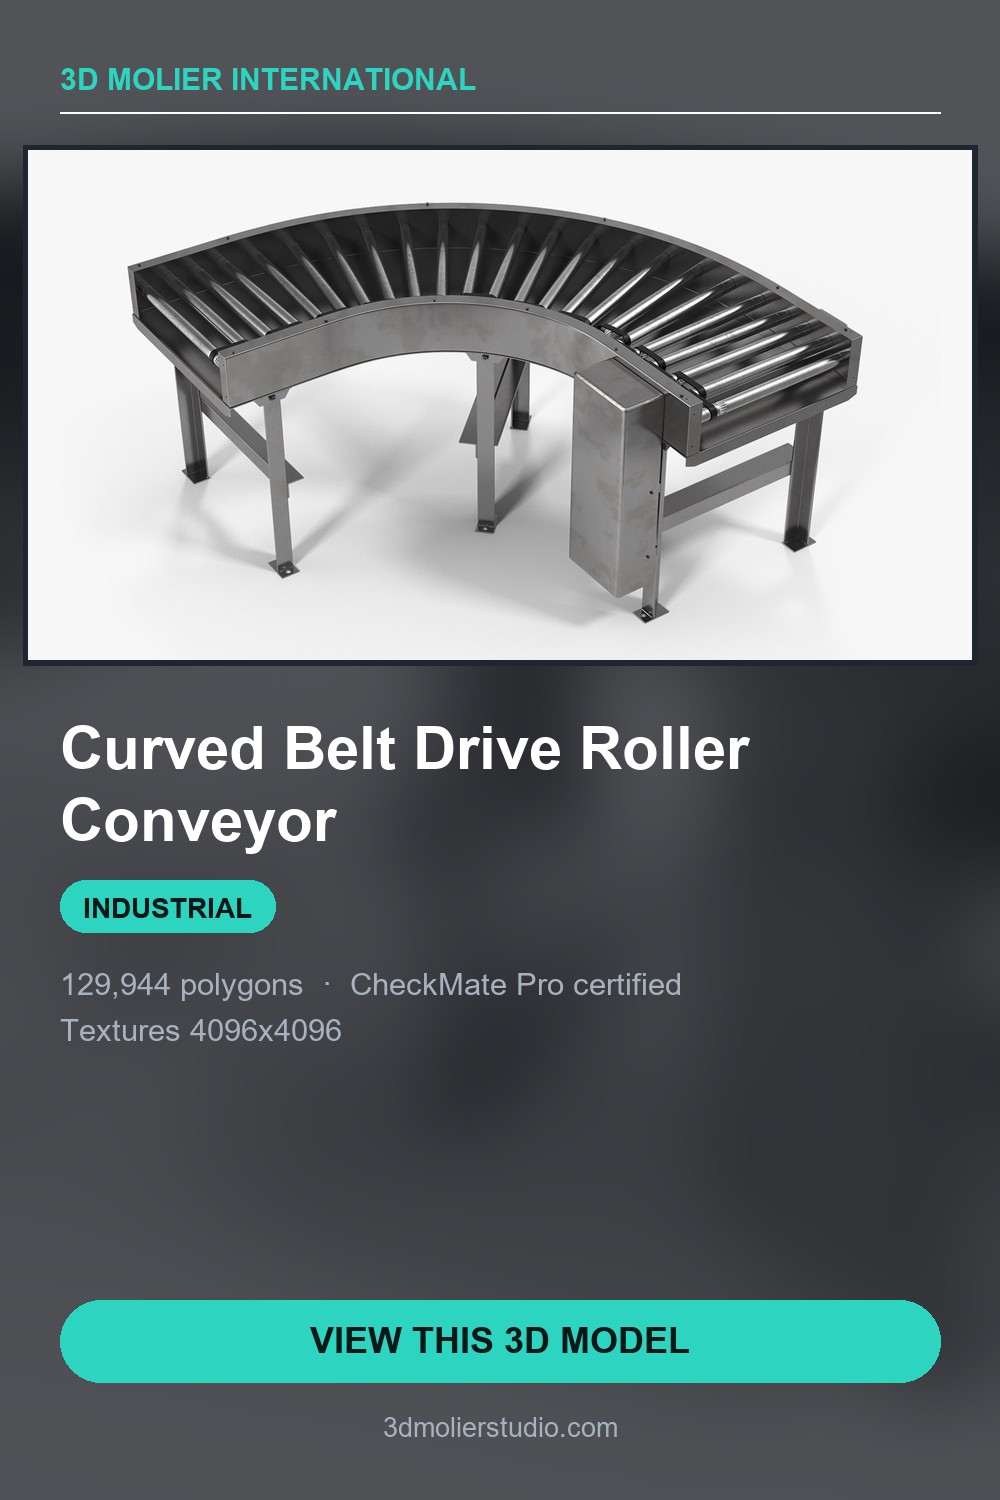 3D MOLIER INTERNATIONAL
Curved Belt Drive Roller
Conveyor
INDUSTRIAL
129,944 polygons · CheckMate Pro certified
Textures 4096x4096
VIEW THIS 3D MODEL
3dmolierstudio.com